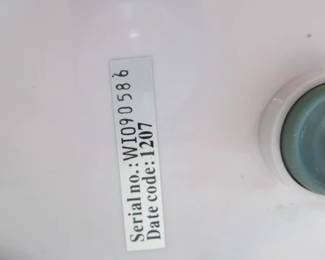 Serial no.: WI090586
Date code: 1207